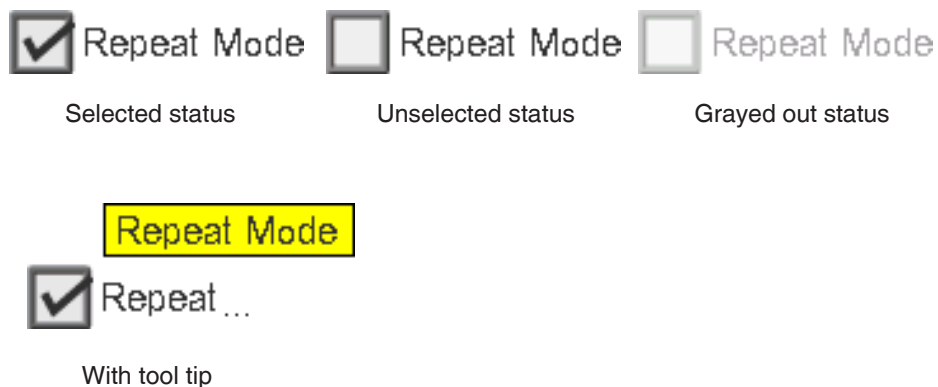 Repeat Mode Repeat Mode Repeat Mode
Selected status Unselected status Grayed out status
Repeat Mode
Repeat ...
With tool tip